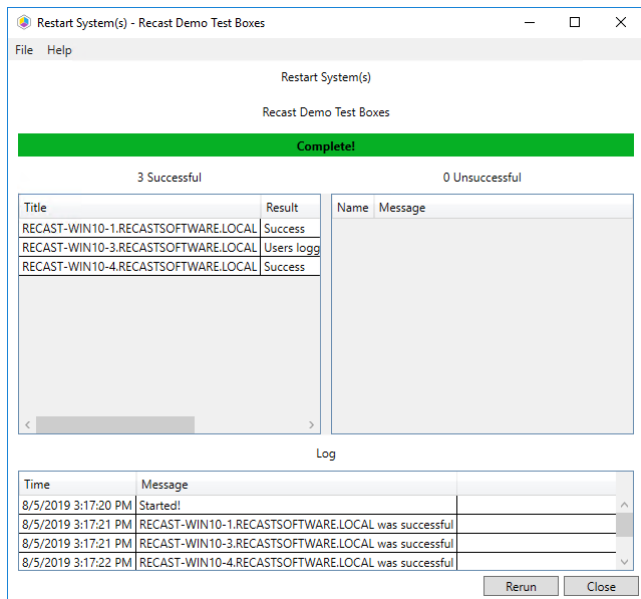 Restart System(s) - Recast Demo Test Boxes
File Help
Restart System(s)
Recast Demo Test Boxes
Complete!
3 Successful
0 Unsuccessful
Title Result
RECAST-WIN10-1.RECASTSOFTWARE.LOCAL Success
RECAST-WIN10-3.RECASTSOFTWARE.LOCAL Users logg
RECAST-WIN10-4.RECASTSOFTWARE.LOCAL Success
Name Message
Log
Time Message
8/5/2019 3:17:20 PM Started!
8/5/2019 3:17:21 PM RECAST-WIN10-1.RECASTSOFTWARE.LOCAL was successful
8/5/2019 3:17:21 PM RECAST-WIN10-3.RECASTSOFTWARE.LOCAL was successful
8/5/2019 3:17:22 PM RECAST-WIN10-4.RECASTSOFTWARE.LOCAL was successful
Rerun Close